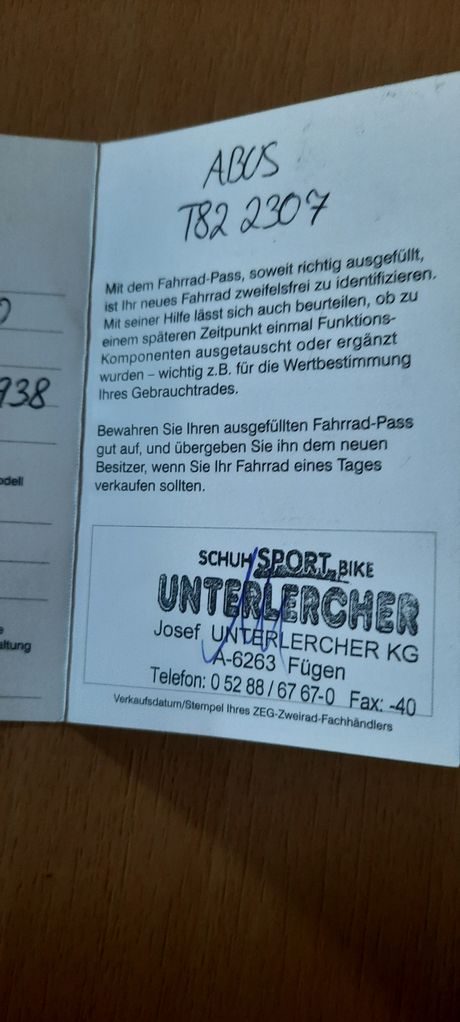 ABUS
T82 2307
Mit dem Fahrrad-Pass, soweit richtig ausgefüllt,
ist Ihr neues Fahrrad zweifelsfrei zu identifizieren.
Mit seiner Hilfe lässt sich auch beurteilen, ob zu
einem späteren Zeitpunkt einmal Funktions-
Komponenten ausgetauscht oder ergänzt
wurden – wichtig z.B. für die Wertbestimmung
Ihres Gebrauchtrades.
Bewahren Sie Ihren ausgefüllten Fahrrad-Pass
gut auf, und übergeben Sie ihn dem neuen
Besitzer, wenn Sie Ihr Fahrrad eines Tages
verkaufen sollten.
SCHUH SPORT BIKE
UNTERLERCHER
Josef UNTERLERCHER KG
A-6263 Fügen
Telefon: 0 52 88 / 67 67-0 Fax: -40
Verkaufsdatum/Stempel Ihres ZEG-Zweirad-Fachhändlers
938
odell
altung